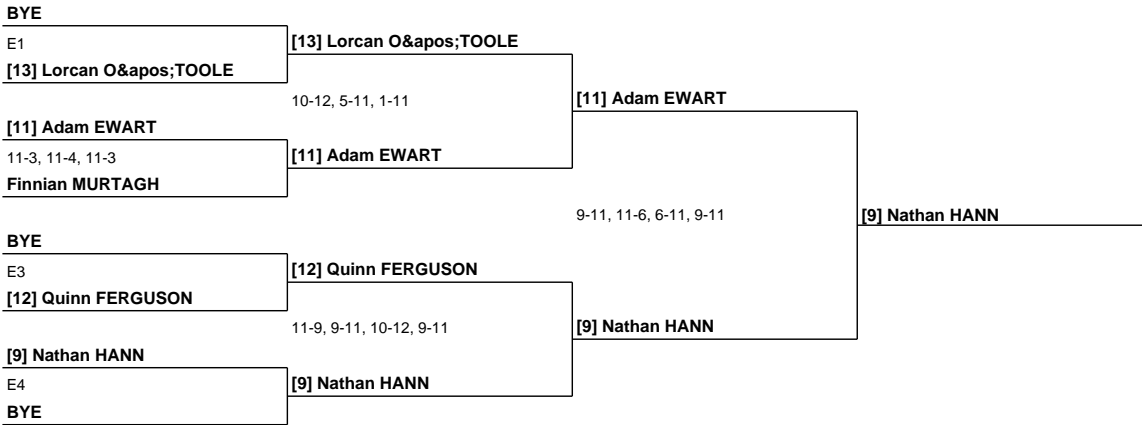 BYE
E1
[13] Lorcan O&apos;TOOLE
[13] Lorcan O&apos;TOOLE
10-12, 5-11, 1-11
[11] Adam EWART
[11] Adam EWART
11-3, 11-4, 11-3
[11] Adam EWART
Finnian MURTAGH
9-11, 11-6, 6-11, 9-11
[9] Nathan HANN
BYE
E3
[12] Quinn FERGUSON
[12] Quinn FERGUSON
11-9, 9-11, 10-12, 9-11
[9] Nathan HANN
[9] Nathan HANN
E4
[9] Nathan HANN
BYE